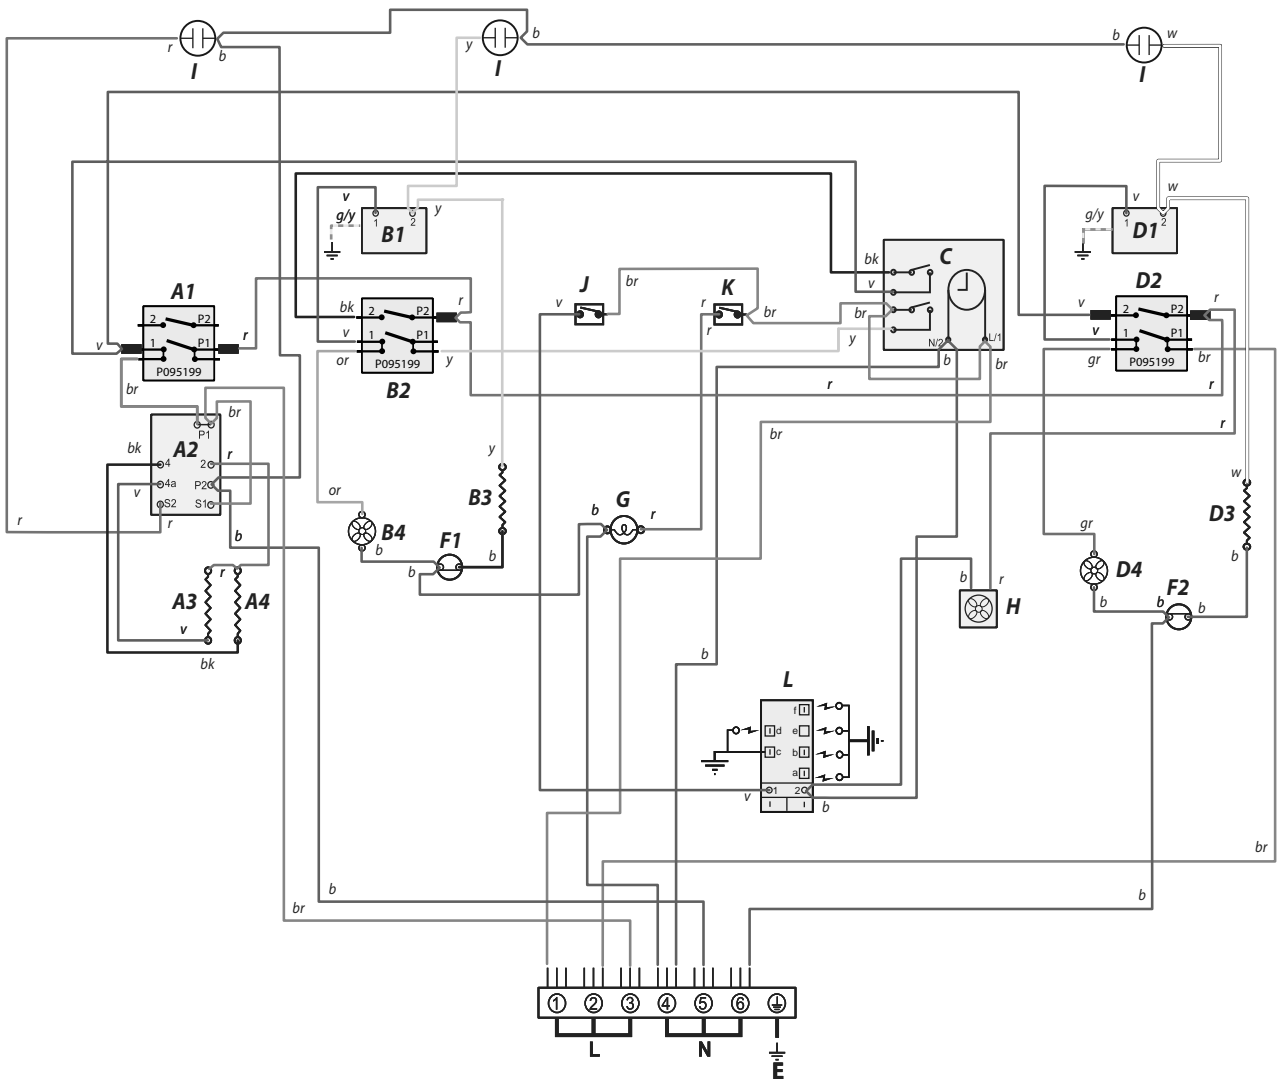 r
b
I
y
b
I
b
w
I
v
g/y
1
2
y
B1
v
w
g/y
1
2
D1
A1
2
P2
1
P1
P095199
v
r
br
bk
2
P2
r
v
1
P1
or
P095199
y
B2
J
v
br
K
r
r
br
C
bk
v
br
y
N/2
L/1
b
br
D2
v
2
P2
r
v
1
P1
gr
P095199
br
r
r
r
br
P1
br
A2
bk
4
2
r
v
4a
P2
S2
S1
r
r
b
r
A3
A4
v
bk
y
B3
or
B4
b
F1
b
b
G
b
r
br
b
b
r
H
w
D3
gr
D4
b
b
F2
b
b
L
f
d
e
c
b
a
1
2
v
b
br
b
b
br
1
2
3
4
5
6
L
N
E